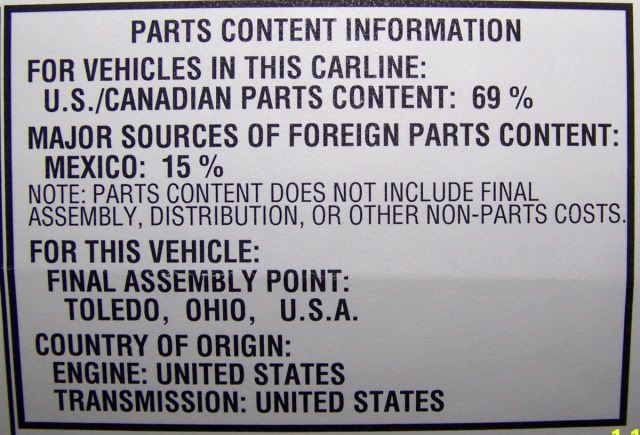 PARTS CONTENT INFORMATION
FOR VEHICLES IN THIS CARLINE:
U.S./CANADIAN PARTS CONTENT: 69 %
MAJOR SOURCES OF FOREIGN PARTS CONTENT:
MEXICO: 15 %
NOTE: PARTS CONTENT DOES NOT INCLUDE FINAL
ASSEMBLY, DISTRIBUTION, OR OTHER NON-PARTS COSTS.
FOR THIS VEHICLE:
FINAL ASSEMBLY POINT:
TOLEDO, OHIO, U.S.A.
COUNTRY OF ORIGIN:
ENGINE: UNITED STATES
TRANSMISSION: UNITED STATES